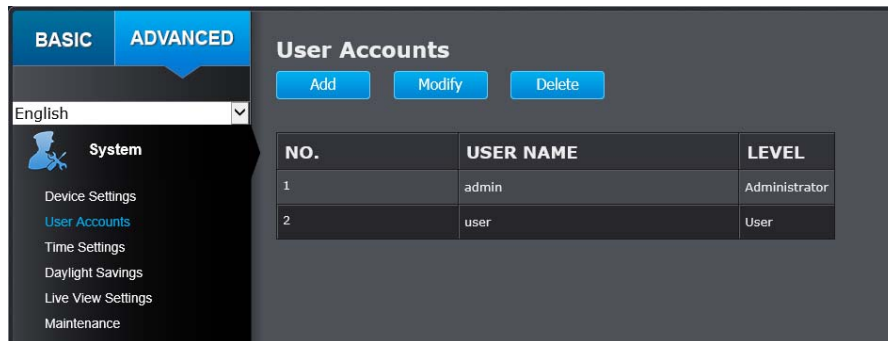 BASIC ADVANCED
English
System
Device Settings
User Accounts
Time Settings
Daylight Savings
Live View Settings
Maintenance
User Accounts
Add Modify Delete
NO. USER NAME LEVEL
1 admin Administrator
2 user User